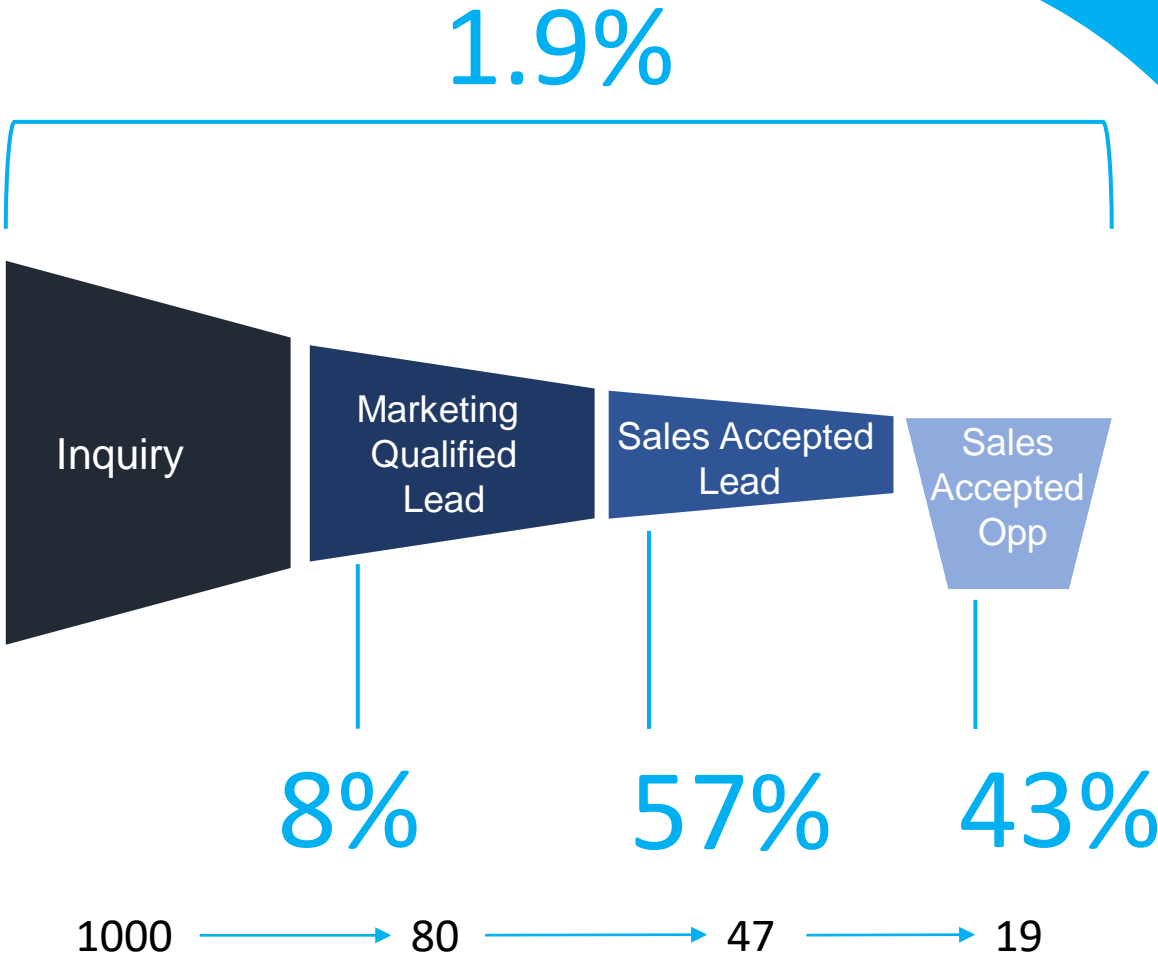 1.9%
Inquiry
Marketing
Qualified
Lead
Sales Accepted
Lead
Sales
Accepted
Opp
8%
57%
43%
1000
80
47
19